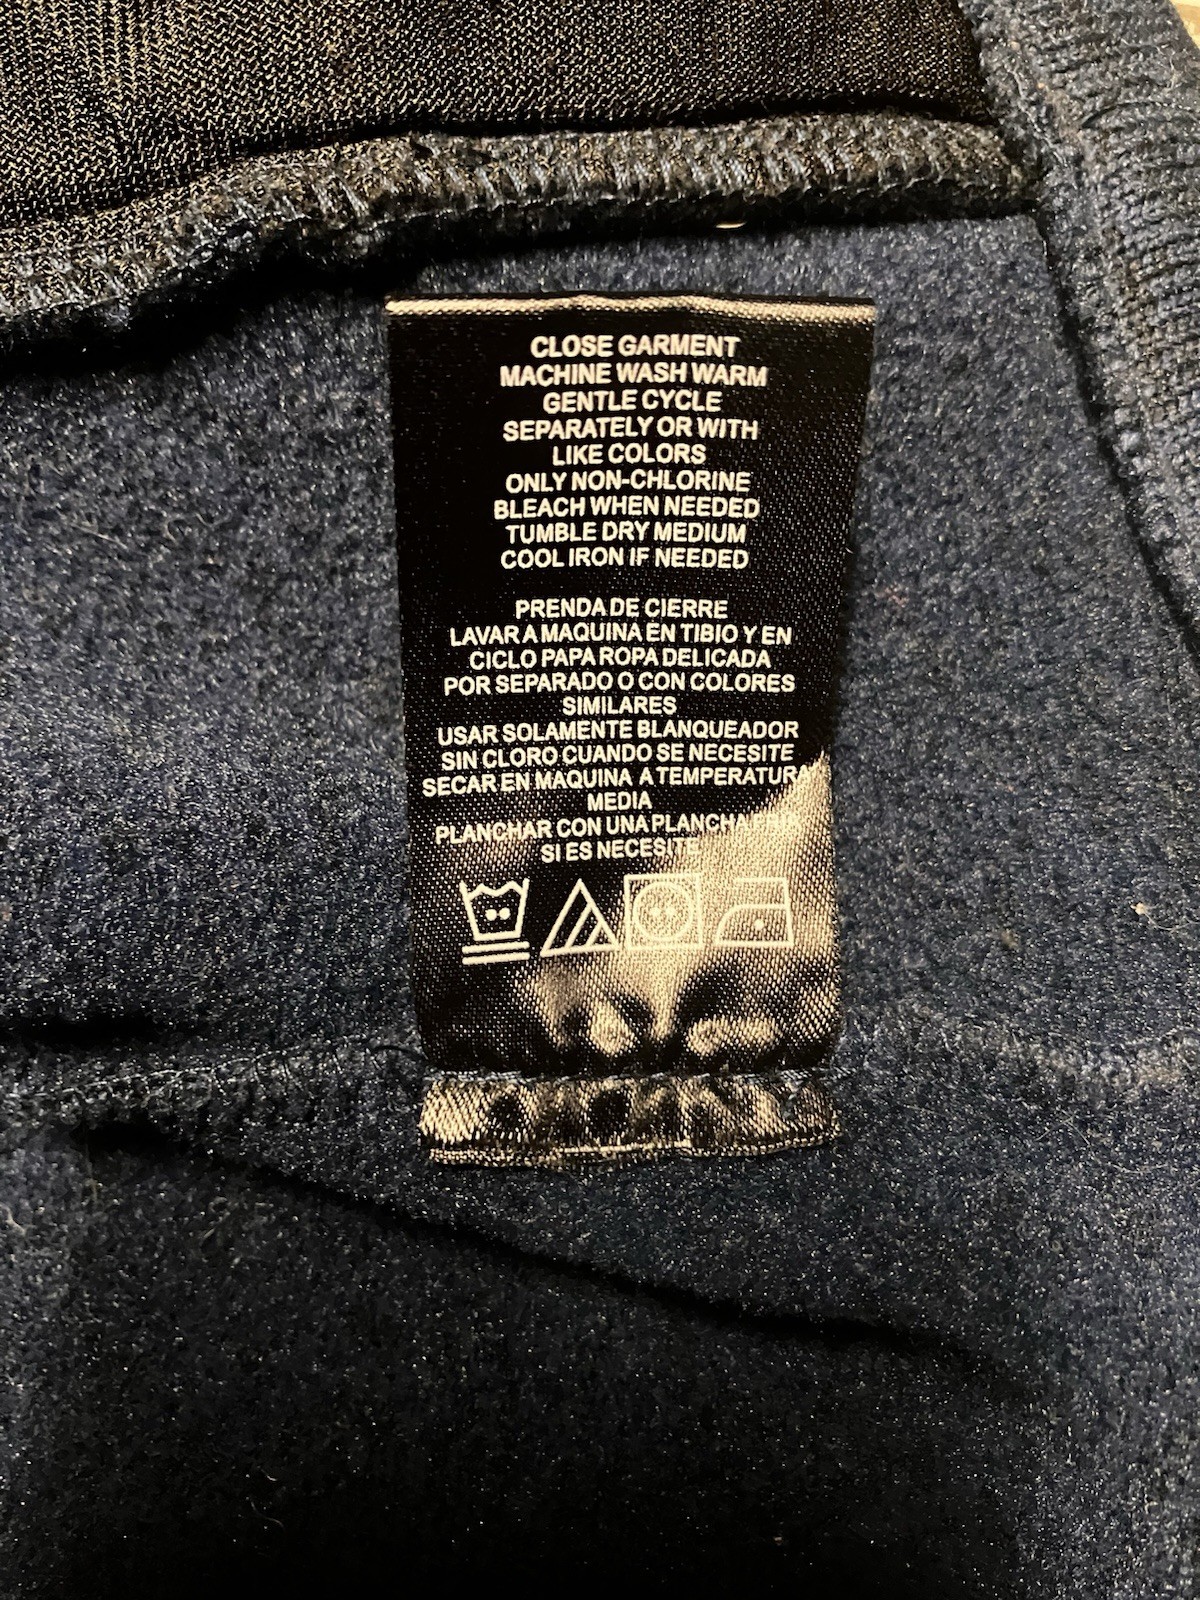 CLOSE GARMENT
MACHINE WASH WARM
GENTLE CYCLE
SEPARATELY OR WITH
LIKE COLORS
ONLY NON-CHLORINE
BLEACH WHEN NEEDED
TUMBLE DRY MEDIUM
COOL IRON IF NEEDED
PRENDA DE CIERRE
LAVAR A MAQUINA EN TIBIO Y EN
CICLO PAPA ROPA DELICADA
POR SEPARADO O CON COLORES
SIMILARES
USAR SOLAMENTE BLANQUEADOR
SIN CLORO CUANDO SE NECESITE
SECAR EN MAQUINA A TEMPERATURA
MEDIA
PLANCHAR CON UNA PLANCHA FRIA
SI ES NECESITE